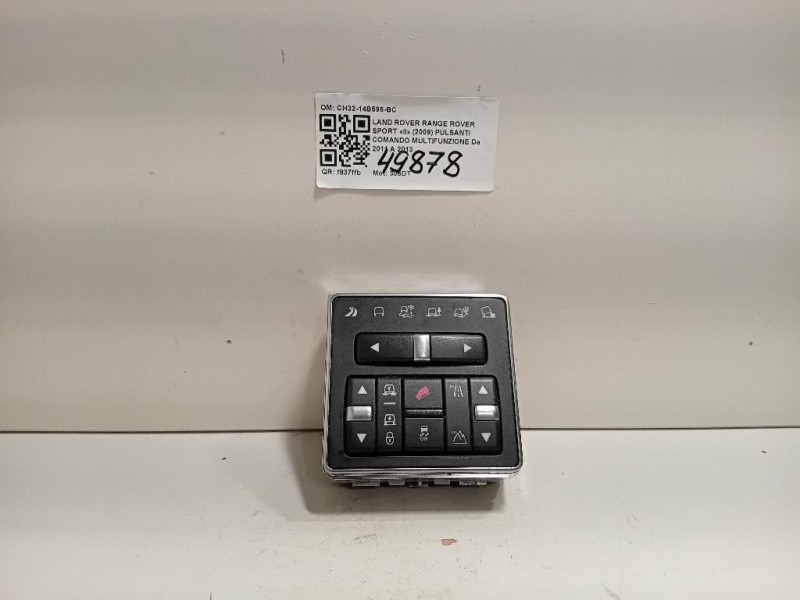 OM: CH32-14B596-BC
LAND ROVER RANGE ROVER
SPORT «II» (2009) PULSANTI
COMANDO MULTIFUNZIONE Da
2011 A 2013
49878
QR: f937ffb
Mot: 306DT
OFF